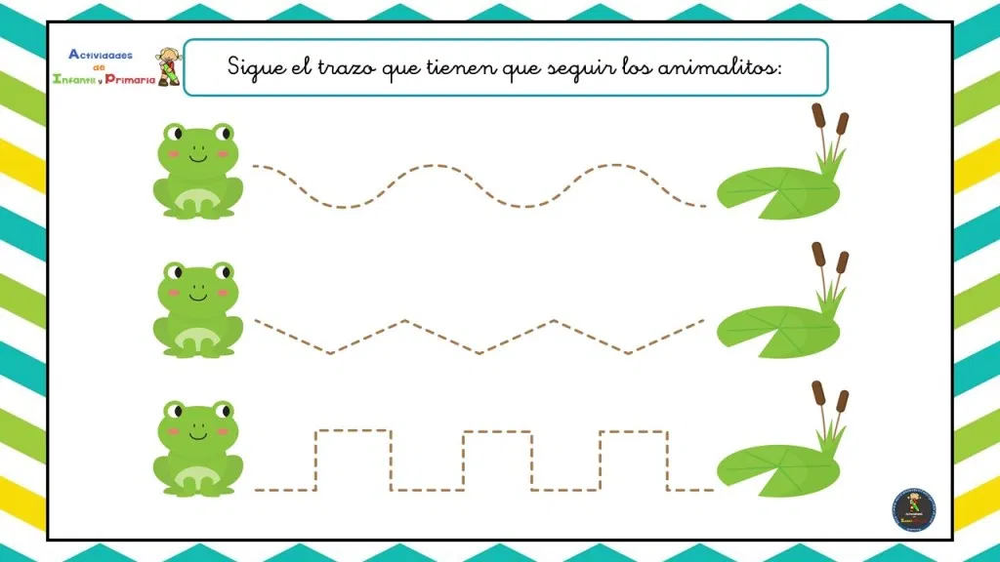 Actividades
de
Infantil y Primaria
Sigue el trazo que tienen que seguir los animalitos: